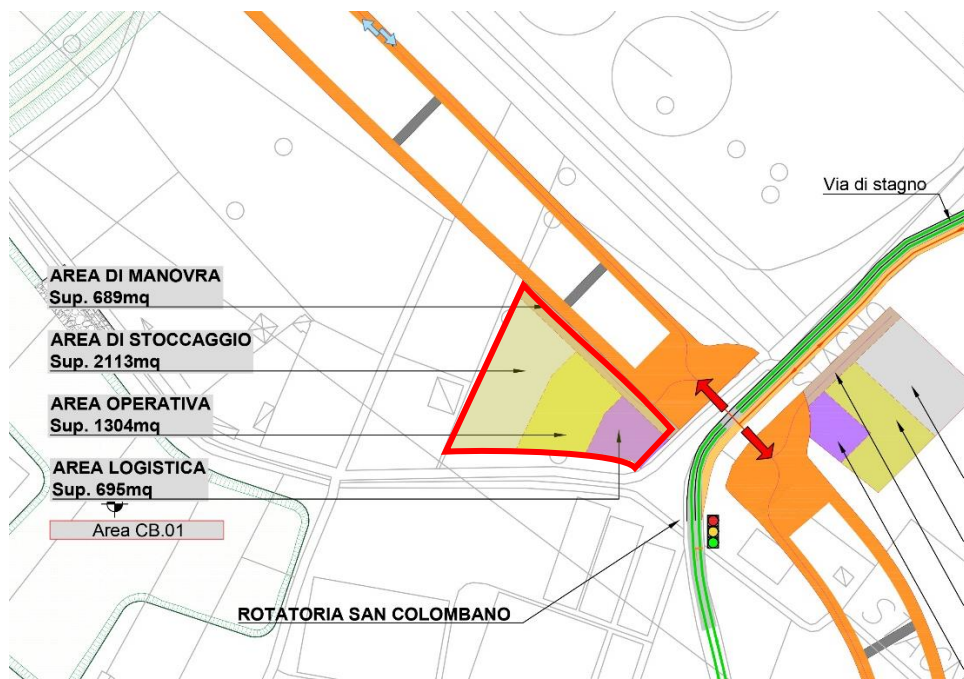 Via di stagno
AREA DI MANOVRA
Sup. 689mq
AREA DI STOCCAGGIO
Sup. 2113mq
AREA OPERATIVA
Sup. 1304mq
AREA LOGISTICA
Sup. 695mq
Area CB.01
ROTATORIA SAN COLOMBANO